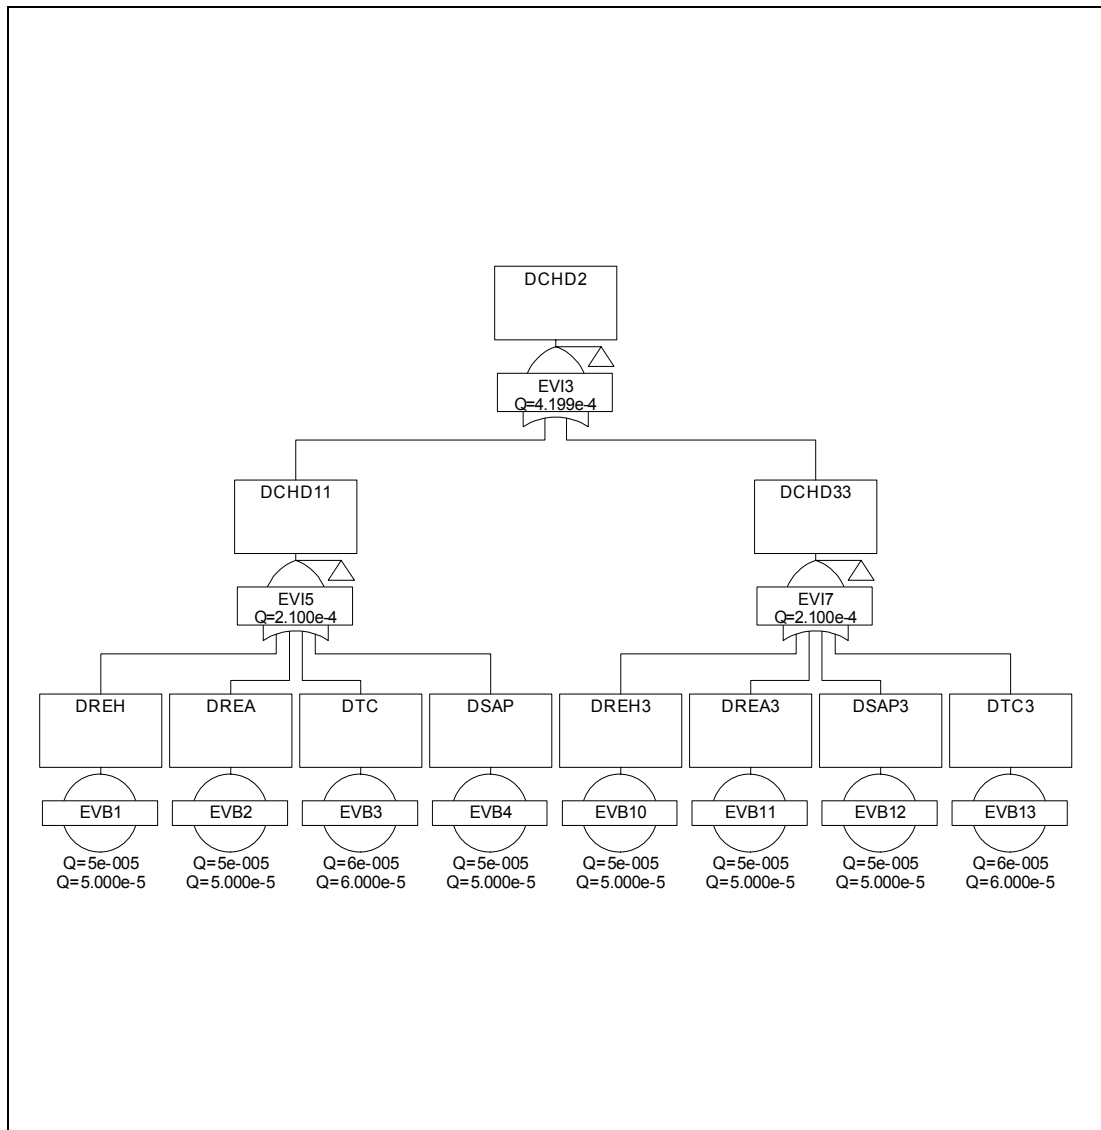 DCHD2
EVI3
Q=4.199e-4
DCHD11
DCHD33
EVI5
Q=2.100e-4
EVI7
Q=2.100e-4
DREH
DREA
DTC
DSAP
DREH3
DREA3
DSAP3
DTC3
EVB1
EVB2
EVB3
EVB4
EVB10
EVB11
EVB12
EVB13
Q=5e-005
Q=5.000e-5
Q=5e-005
Q=5.000e-5
Q=6e-005
Q=6.000e-5
Q=5e-005
Q=5.000e-5
Q=5e-005
Q=5.000e-5
Q=5e-005
Q=5.000e-5
Q=5e-005
Q=5.000e-5
Q=6e-005
Q=6.000e-5